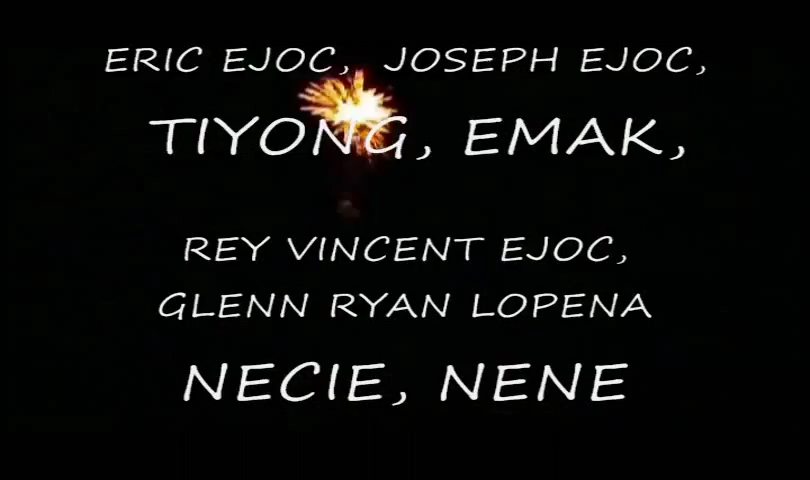 ERIC EJOC, JOSEPH EJOC,
TIYONG, EMAK,
REY VINCENT EJOC,
GLENN RYAN LOPENA
NECIE, NENE